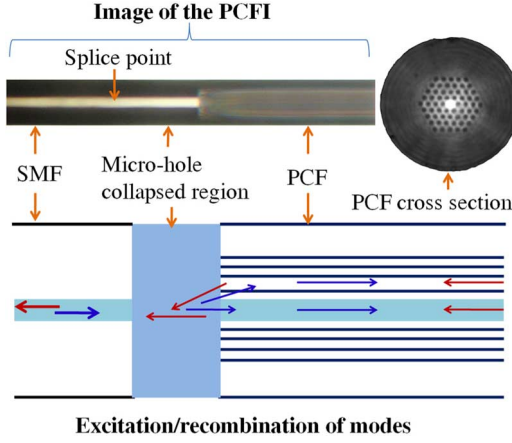 Image of the PCFI
Splice point
SMF
Micro-hole
collapsed region
PCF
PCF cross section
Excitation/recombination of modes